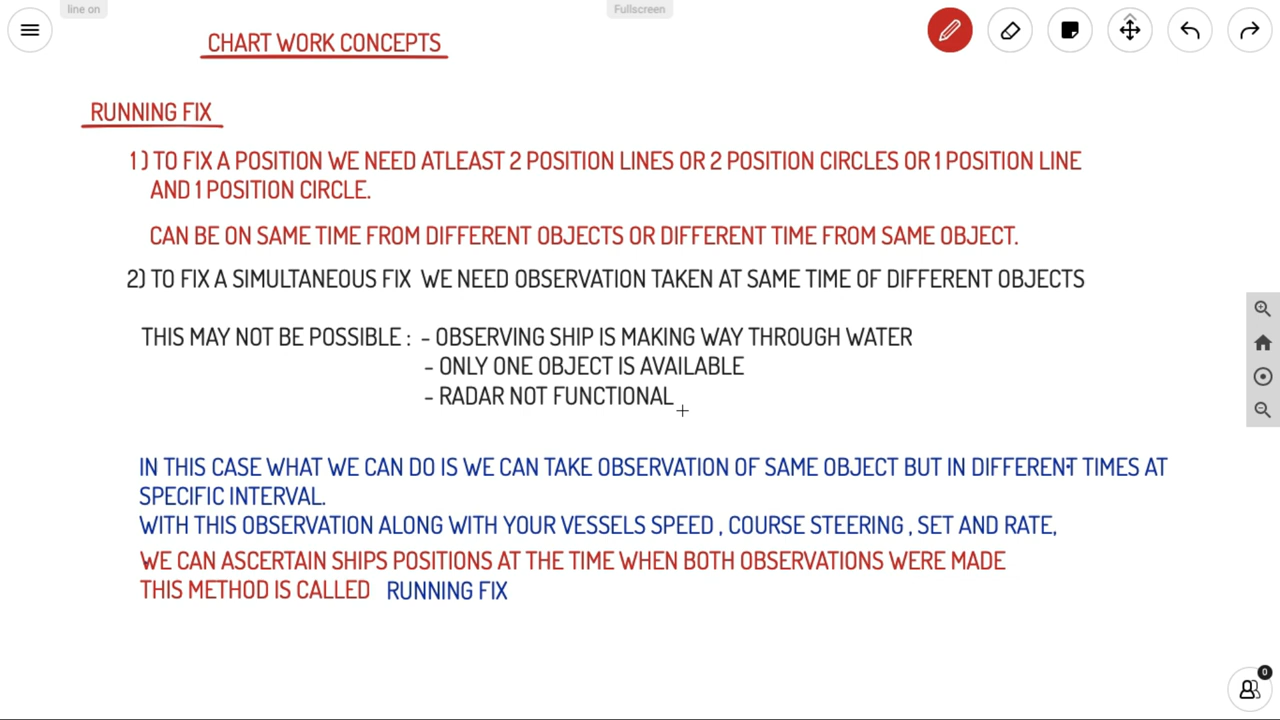 line on
Fullscreen
CHART WORK CONCEPTS
RUNNING FIX
1) TO FIX A POSITION WE NEED ATLEAST 2 POSITION LINES OR 2 POSITION CIRCLES OR 1 POSITION LINE
AND 1 POSITION CIRCLE.
CAN BE ON SAME TIME FROM DIFFERENT OBJECTS OR DIFFERENT TIME FROM SAME OBJECT.
2) TO FIX A SIMULTANEOUS FIX WE NEED OBSERVATION TAKEN AT SAME TIME OF DIFFERENT OBJECTS
THIS MAY NOT BE POSSIBLE : - OBSERVING SHIP IS MAKING WAY THROUGH WATER
- ONLY ONE OBJECT IS AVAILABLE
- RADAR NOT FUNCTIONAL
IN THIS CASE WHAT WE CAN DO IS WE CAN TAKE OBSERVATION OF SAME OBJECT BUT IN DIFFERENT TIMES AT
SPECIFIC INTERVAL.
WITH THIS OBSERVATION ALONG WITH YOUR VESSELS SPEED , COURSE STEERING , SET AND RATE,
WE CAN ASCERTAIN SHIPS POSITIONS AT THE TIME WHEN BOTH OBSERVATIONS WERE MADE
THIS METHOD IS CALLED RUNNING FIX
0